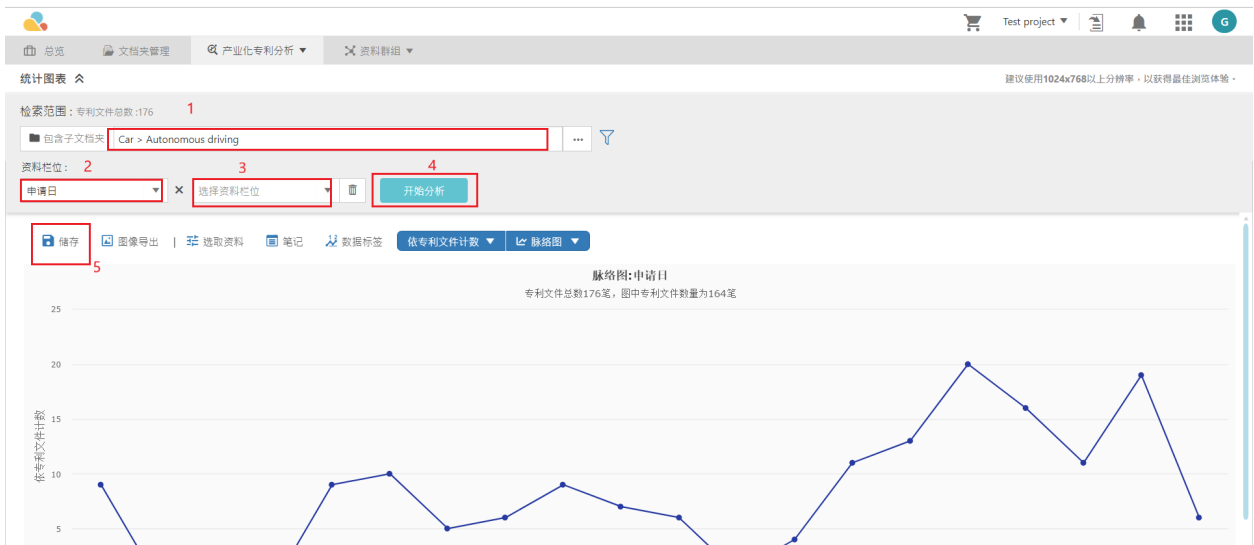 Test project
G
总览
文档夹管理
产业化专利分析
资料群组
统计图表
建议使用1024x768以上分辨率，以获得最佳浏览体验。
检索范围：专利文件总数:176
1
包含子文档夹
Car > Autonomous driving
...
资料栏位：
2
3
4
申请日
×
选择资料栏位
开始分析
储存
图像导出
|
选取资料
笔记
数据标签
依专利文件计数
脉络图
5
脉络图:申请日
专利文件总数176笔，图中专利文件数量为164笔
依专利文件计数
25
20
15
10
5